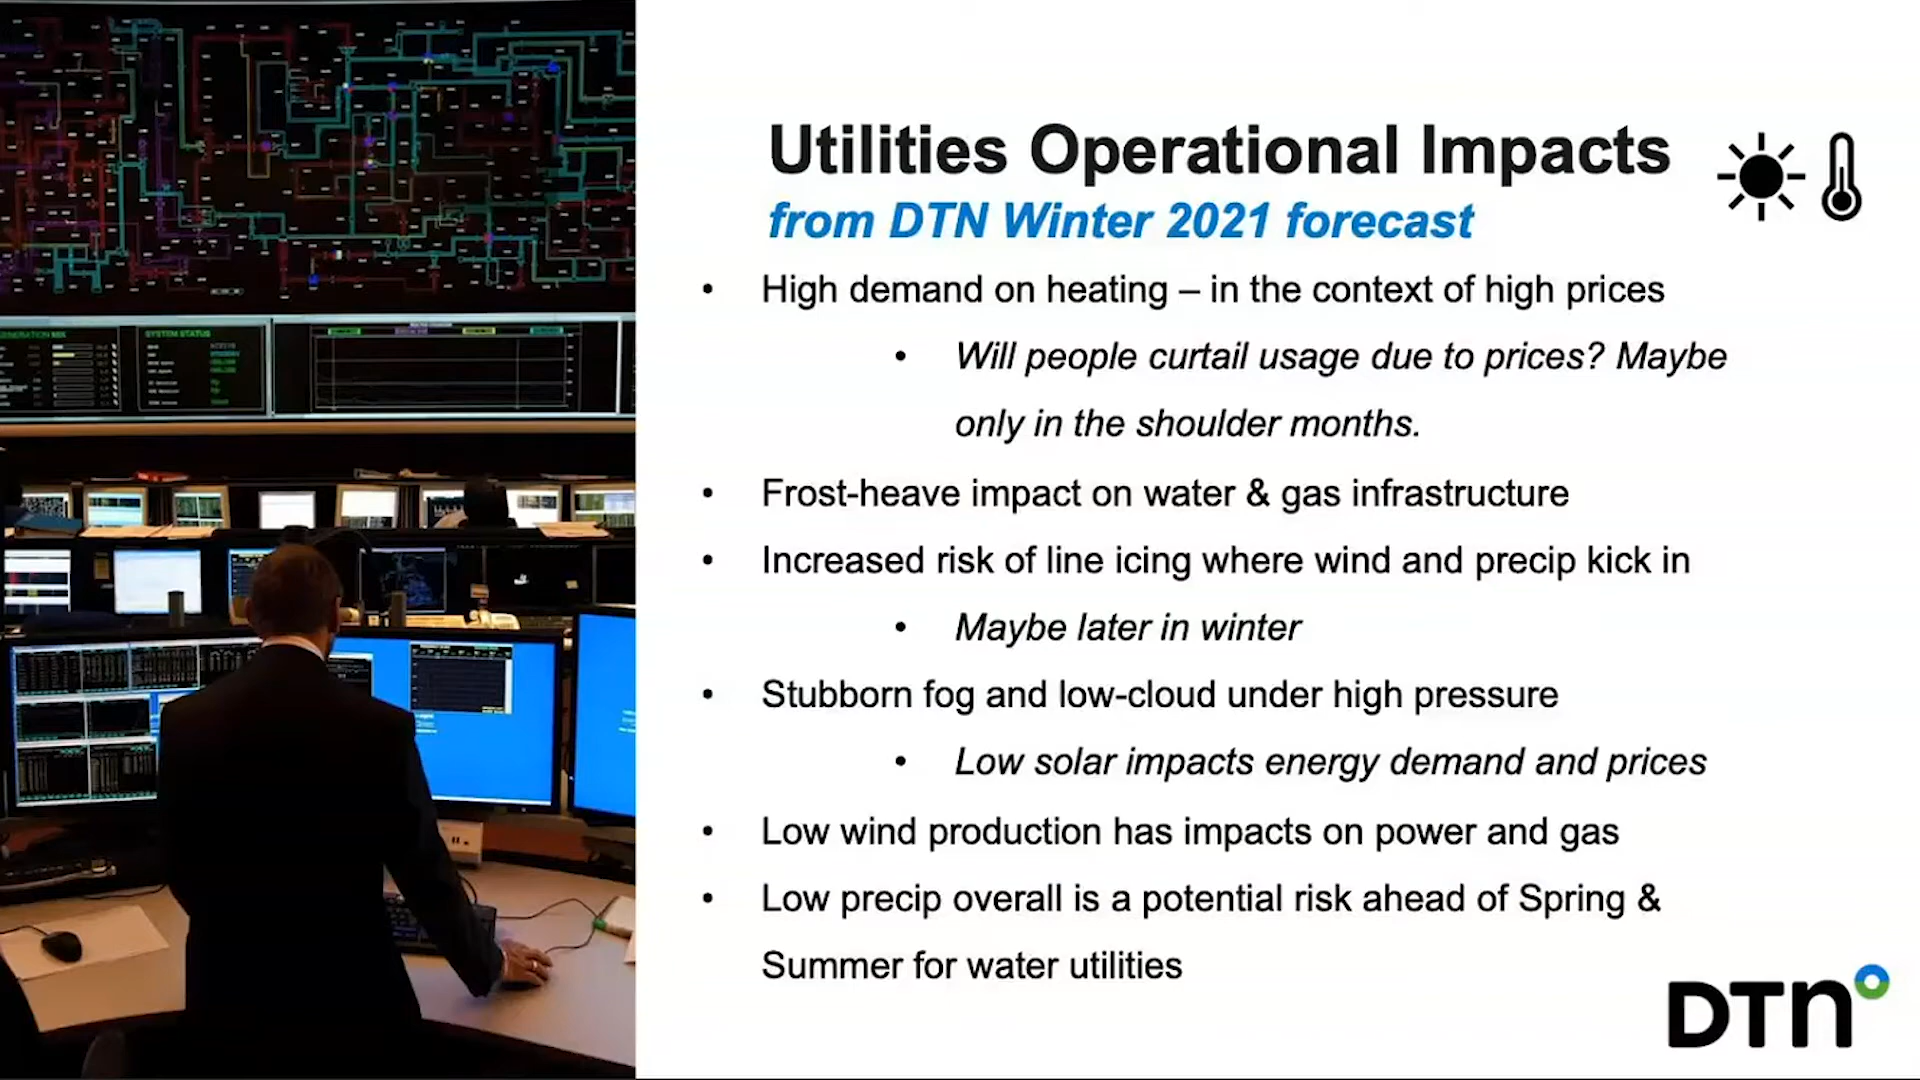 Utilities Operational Impacts
from DTN Winter 2021 forecast
• High demand on heating – in the context of high prices
• Will people curtail usage due to prices? Maybe
only in the shoulder months.
• Frost-heave impact on water & gas infrastructure
• Increased risk of line icing where wind and precip kick in
• Maybe later in winter
• Stubborn fog and low-cloud under high pressure
• Low solar impacts energy demand and prices
• Low wind production has impacts on power and gas
• Low precip overall is a potential risk ahead of Spring &
Summer for water utilities
DTN
SYSTEM STATUS